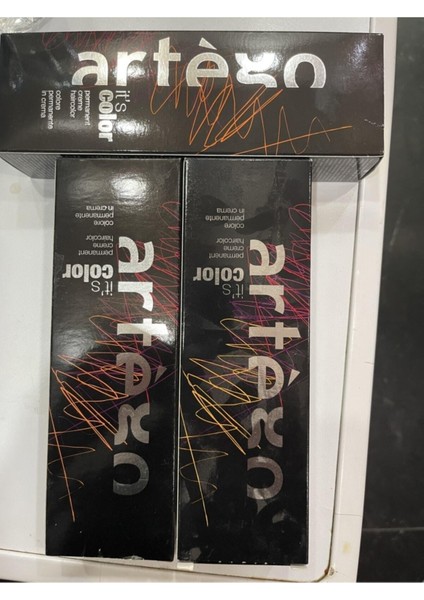 artègo
it's
color
permanent
creme
haircolor
colore
permanente
in crema
artègo
it's
color
permanent
creme
haircolor
colore
permanente
in crema
artègo
it's
color
permanent
creme
haircolor
colore
permanente
in crema